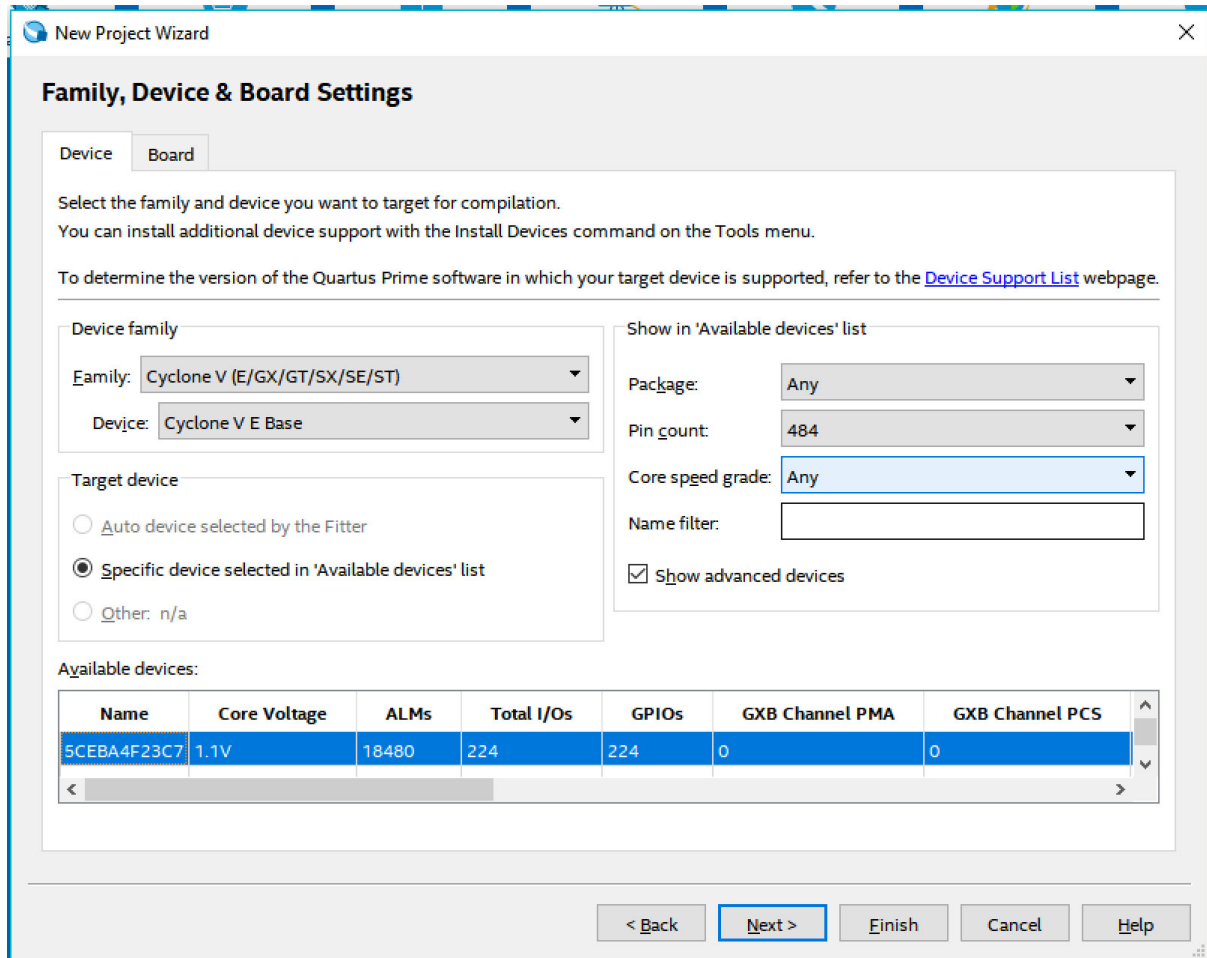 New Project Wizard
Family, Device & Board Settings
Device
Board
Select the family and device you want to target for compilation.
You can install additional device support with the Install Devices command on the Tools menu.
To determine the version of the Quartus Prime software in which your target device is supported, refer to the Device Support List webpage.
Device family
Family: Cyclone V (E/GX/GT/SX/SE/ST)
Device: Cyclone V E Base
Target device
Auto device selected by the Fitter
Specific device selected in 'Available devices' list
Other: n/a
Show in 'Available devices' list
Package: Any
Pin count: 484
Core speed grade: Any
Name filter:
Show advanced devices
Available devices:
Name Core Voltage ALMs Total I/Os GPIOs GXB Channel PMA GXB Channel PCS
5CEBA4F23C7 1.1V 18480 224 224 0 0
< Back Next > Finish Cancel Help